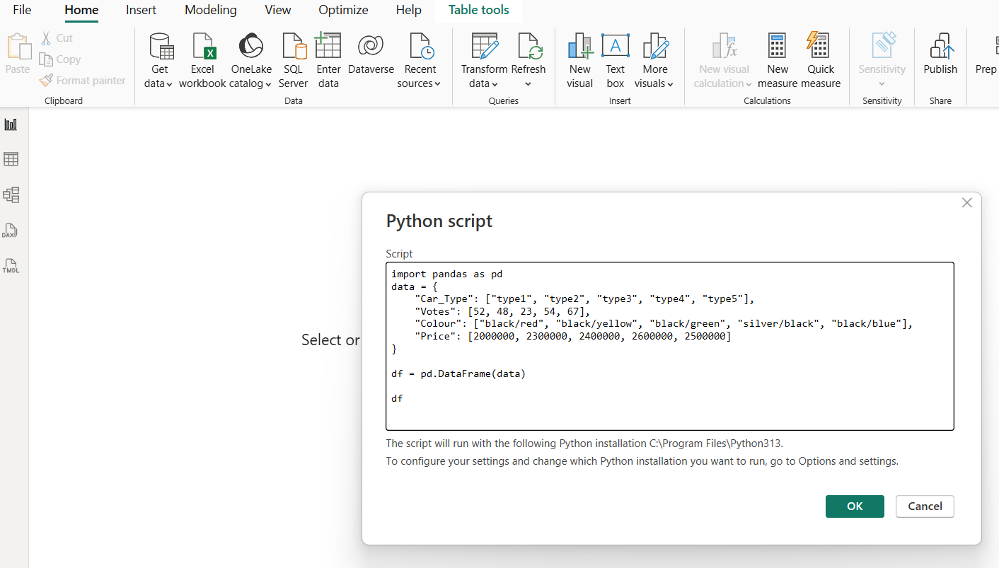 File Home Insert Modeling View Optimize Help Table tools
Paste
Cut
Copy
Format painter
Clipboard
Get data
Excel workbook
OneLake catalog
SQL Server
Enter data
Dataverse
Recent sources
Data
Transform data
Refresh
Queries
New visual
Text box
More visuals
Insert
New visual calculation
New measure
Quick measure
Calculations
Sensitivity
Sensitivity
Publish
Share
Prep
DAX
TMDL
Select or
Python script
Script
import pandas as pd
data = {
    "Car_Type": ["type1", "type2", "type3", "type4", "type5"],
    "Votes": [52, 48, 23, 54, 67],
    "Colour": ["black/red", "black/yellow", "black/green", "silver/black", "black/blue"],
    "Price": [2000000, 2300000, 2400000, 2600000, 2500000]
}
df = pd.DataFrame(data)
df
The script will run with the following Python installation C:\Program Files\Python313.
To configure your settings and change which Python installation you want to run, go to Options and settings.
OK Cancel